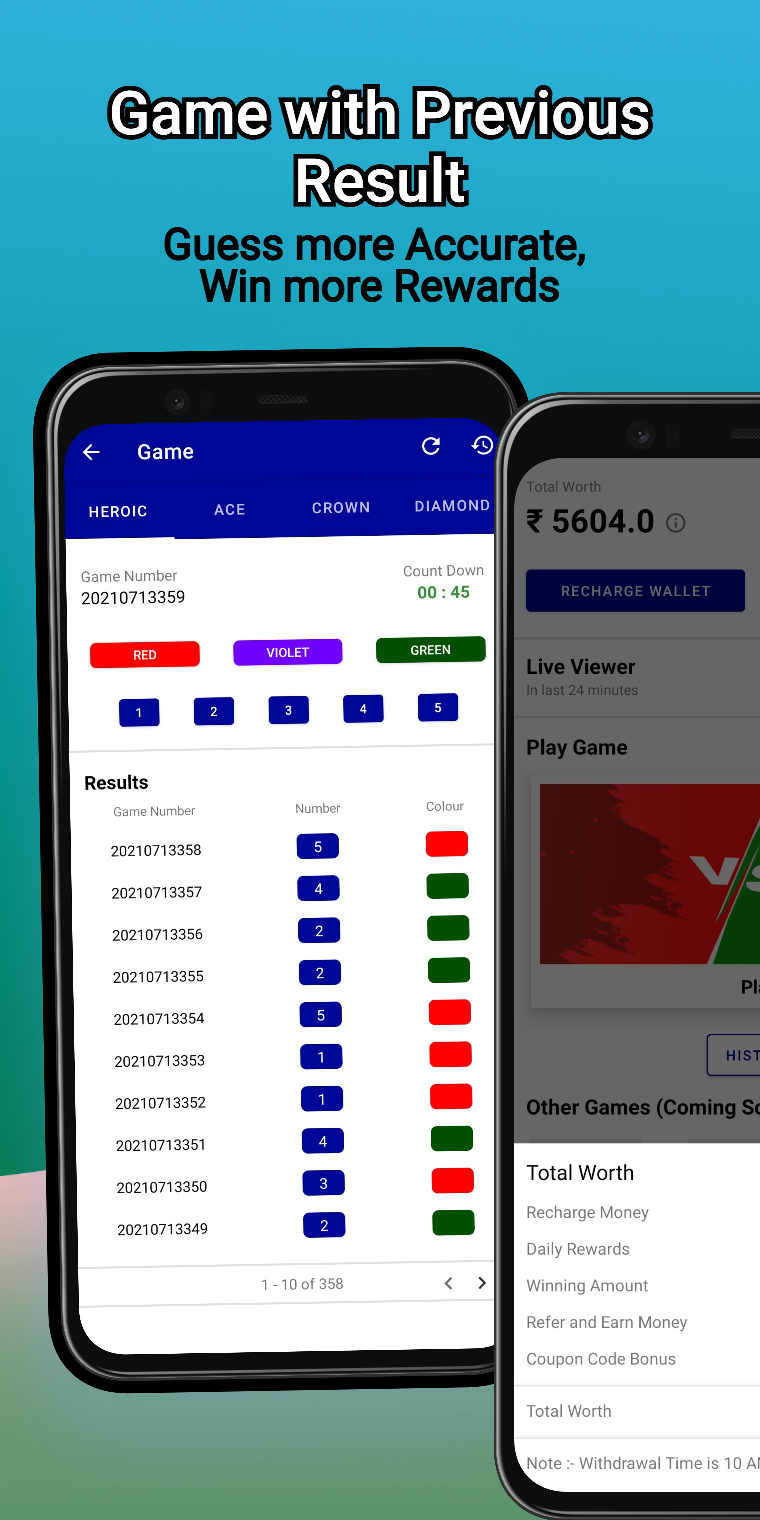 Game with Previous
Result
Guess more Accurate,
Win more Rewards
Game
HEROIC ACE CROWN DIAMOND
Game Number Count Down
20210713359 00 : 45
RED VIOLET GREEN
1 2 3 4 5
Results
Game Number Number Colour
20210713358 5
20210713357 4
20210713356 2
20210713355 2
20210713354 5
20210713353 1
20210713352 1
20210713351 4
20210713350 3
20210713349 2
1 - 10 of 358
Total Worth
₹ 5604.0
RECHARGE WALLET
Live Viewer
In last 24 minutes
Play Game
VS
Pla
HIST
Other Games (Coming So
Total Worth
Recharge Money
Daily Rewards
Winning Amount
Refer and Earn Money
Coupon Code Bonus
Total Worth
Note :- Withdrawal Time is 10 AM